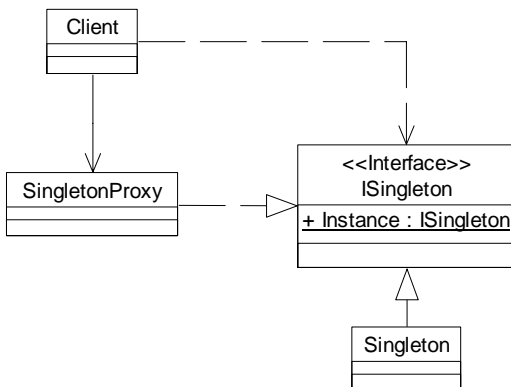 Client
SingletonProxy
<<Interface>>
ISingleton
+ Instance : ISingleton
Singleton